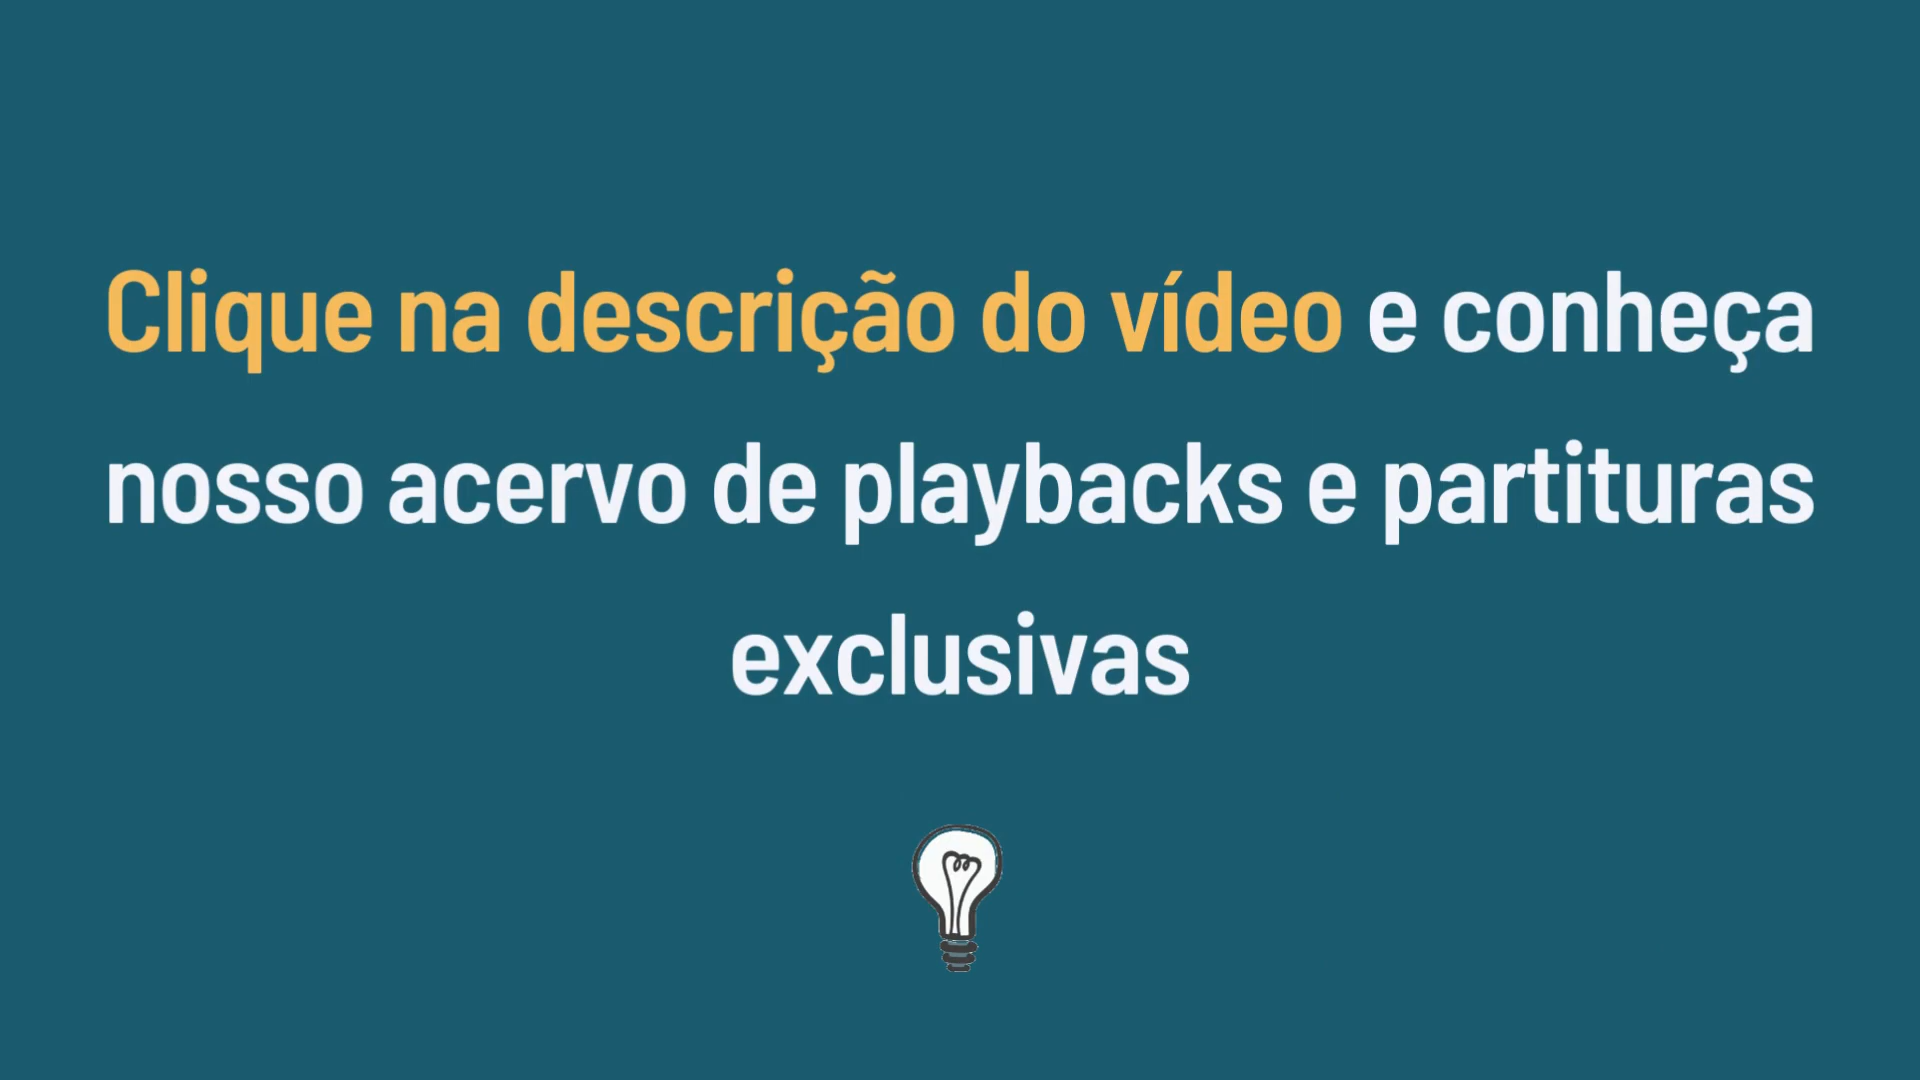 Clique na descrição do vídeo e conheça
nosso acervo de playbacks e partituras
exclusivas